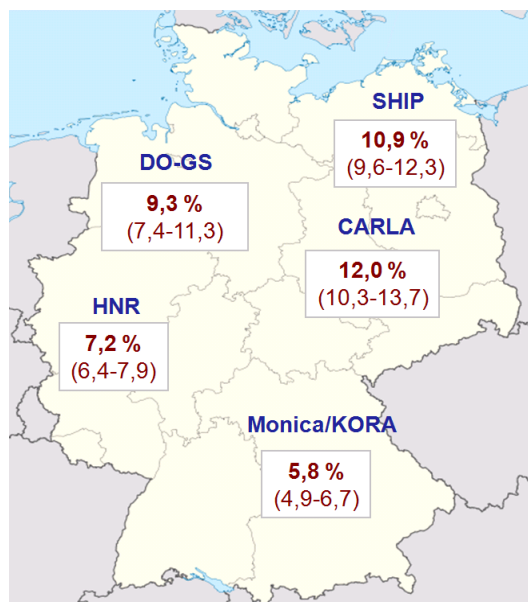 SHIP
10,9 %
(9,6-12,3)
DO-GS
9,3 %
(7,4-11,3)
CARLA
12,0 %
(10,3-13,7)
HNR
7,2 %
(6,4-7,9)
Monica/KORA
5,8 %
(4,9-6,7)